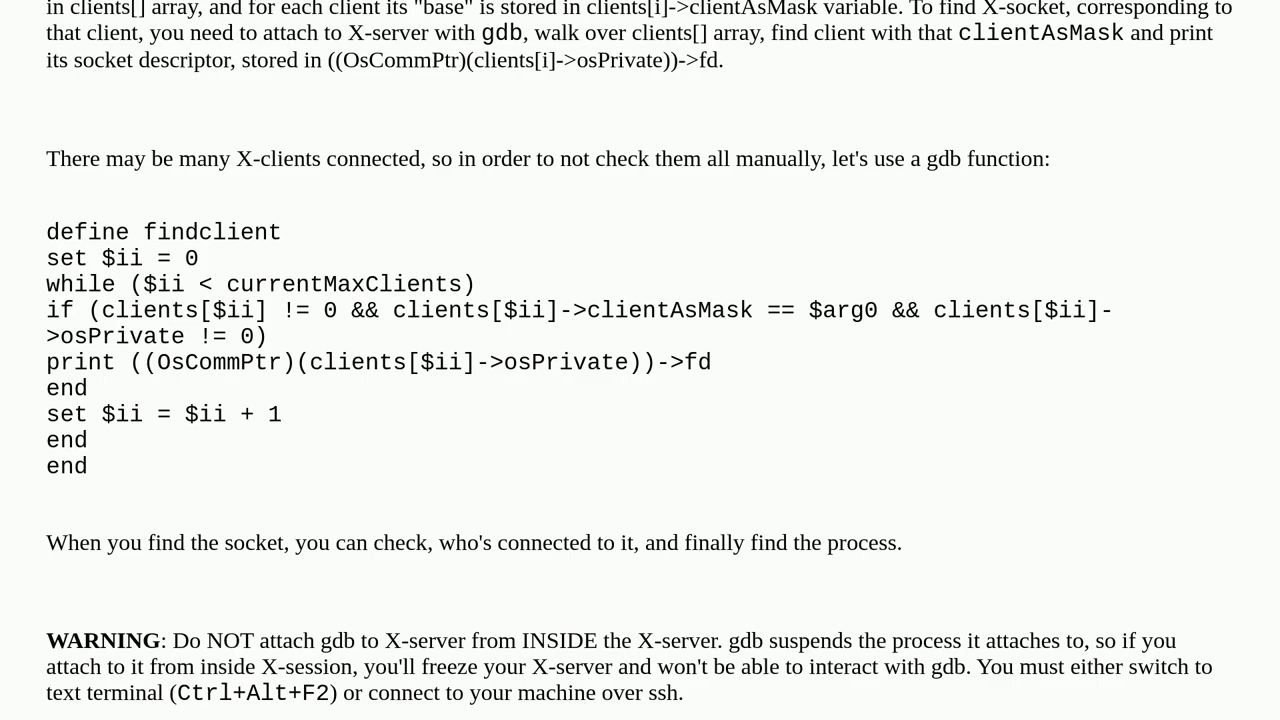 in clients[] array, and for each client its "base" is stored in clients[i]->clientAsMask variable. To find X-socket, corresponding to
that client, you need to attach to X-server with gdb, walk over clients[] array, find client with that clientAsMask and print
its socket descriptor, stored in ((OsCommPtr)(clients[i]->osPrivate))->fd.
There may be many X-clients connected, so in order to not check them all manually, let's use a gdb function:
define findclient
set $ii = 0
while ($ii < currentMaxClients)
if (clients[$ii] != 0 && clients[$ii]->clientAsMask == $arg0 && clients[$ii]-
>osPrivate != 0)
print ((OsCommPtr)(clients[$ii]->osPrivate))->fd
end
set $ii = $ii + 1
end
end
When you find the socket, you can check, who's connected to it, and finally find the process.
WARNING: Do NOT attach gdb to X-server from INSIDE the X-server. gdb suspends the process it attaches to, so if you
attach to it from inside X-session, you'll freeze your X-server and won't be able to interact with gdb. You must either switch to
text terminal (Ctrl+Alt+F2) or connect to your machine over ssh.